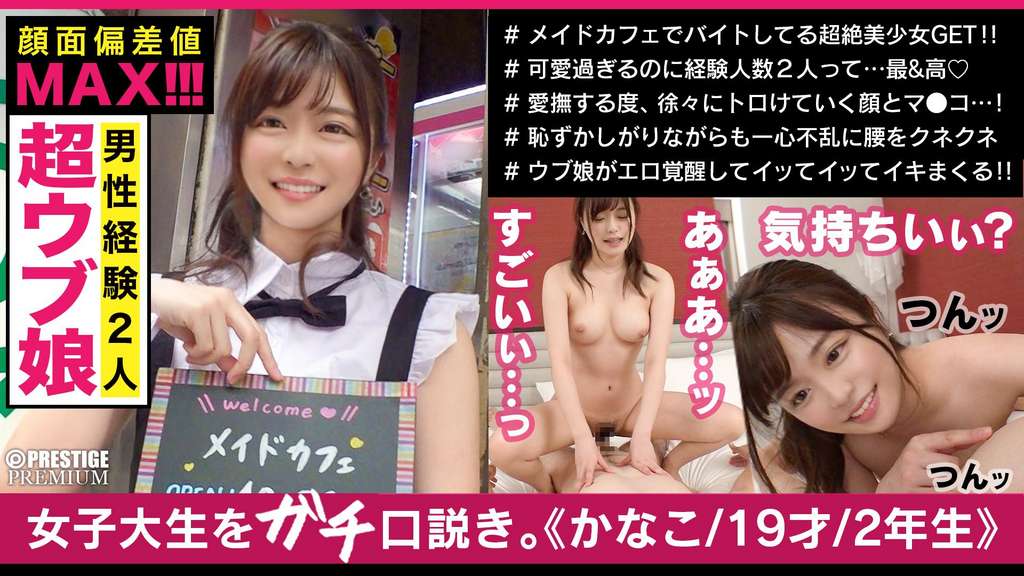 顔面偏差値
MAX!!!
男性経験2人
超ウブ娘
welcome
メイドカフェ
©PRESTIGE
PREMIUM
# メイドカフェでバイトしてる超絶美少女GET!!
# 可愛過ぎるのに経験人数2人って…最&高♡
# 愛撫する度、徐々にトロけていく顔とマ●コ…!
# 恥ずかしがりながらも一心不乱に腰をクネクネ
# ウブ娘がエロ覚醒してイッてイッてイキまくる!!
すごいぃ…っ
あぁあ…ッ
気持ちいぃ?
つんッ
つんッ
女子大生をガチ口説き。《かなこ/19才/2年生》